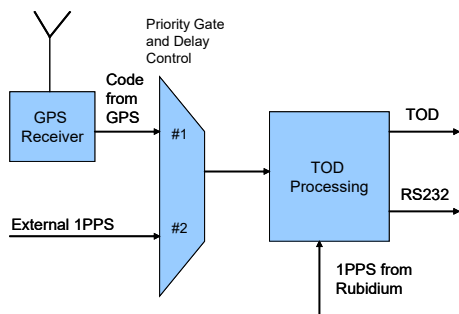 Priority Gate
and Delay
Control
Code
from
GPS
GPS
Receiver
#1
TOD
Processing
TOD
RS232
External 1PPS
#2
1PPS from
Rubidium